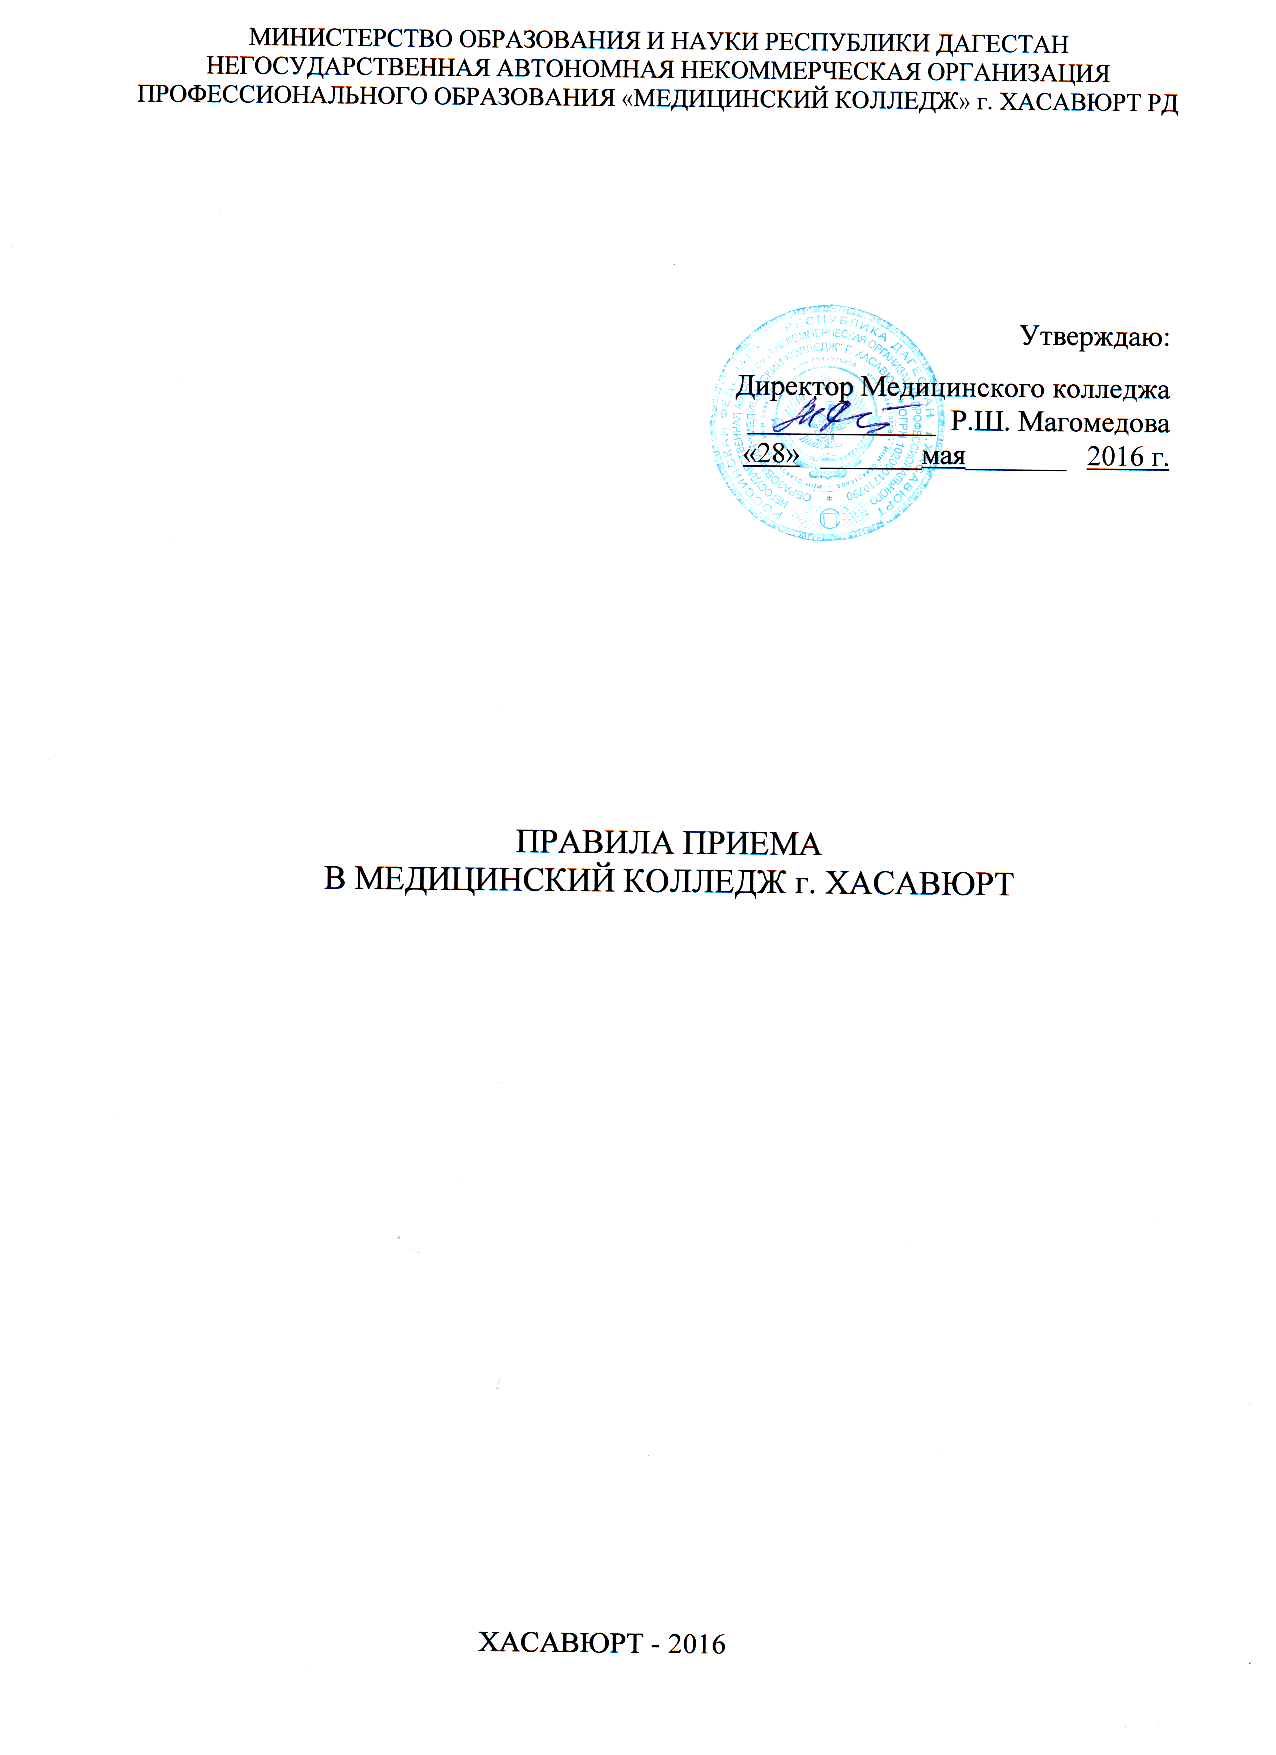 МИНИСТЕРСТВО ОБРАЗОВАНИЯ И НАУКИ РЕСПУБЛИКИ ДАГЕСТАН
НЕГОСУДАРСТВЕННАЯ АВТОНОМНАЯ НЕКОММЕРЧЕСКАЯ ОРГАНИЗАЦИЯ
ПРОФЕССИОНАЛЬНОГО ОБРАЗОВАНИЯ «МЕДИЦИНСКИЙ КОЛЛЕДЖ» г. ХАСАВЮРТ РД
Утверждаю:
Директор Медицинского колледжа
Р.Ш. Магомедова
«28» мая 2016 г.
ПРАВИЛА ПРИЕМА
В МЕДИЦИНСКИЙ КОЛЛЕДЖ г. ХАСАВЮРТ
ХАСАВЮРТ - 2016